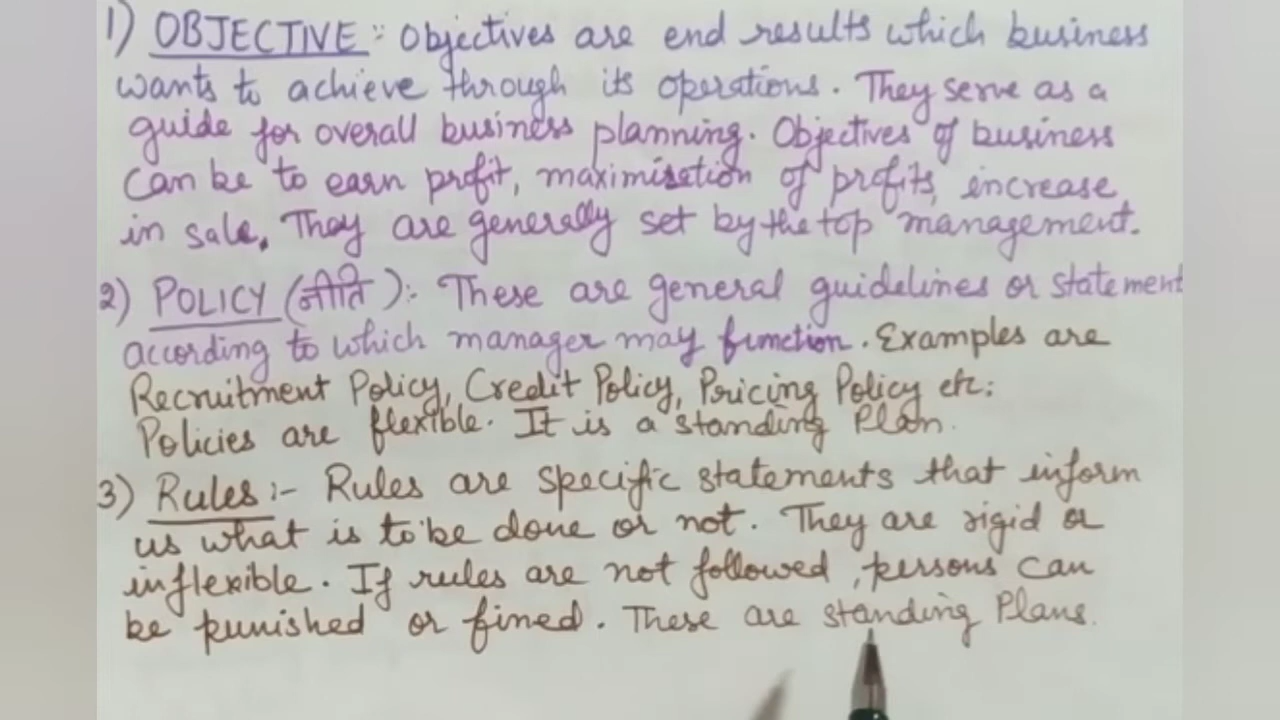 1) OBJECTIVE : Objectives are end results which business
wants to achieve through its operations. They serve as a
guide for overall business planning. Objectives of business
can be to earn profit, maximisation of profits, increase
in sale. They are generally set by the top management.
2) POLICY (नीति ) :- These are general guidelines or statement
according to which manager may function. Examples are
Recruitment Policy, Credit Policy, Pricing Policy etc.
Policies are flexible. It is a standing Plan.
3) Rules :- Rules are specific statements that inform
us what is to be done or not. They are rigid or
inflexible. If rules are not followed, persons can
be punished or fined. These are standing Plans.